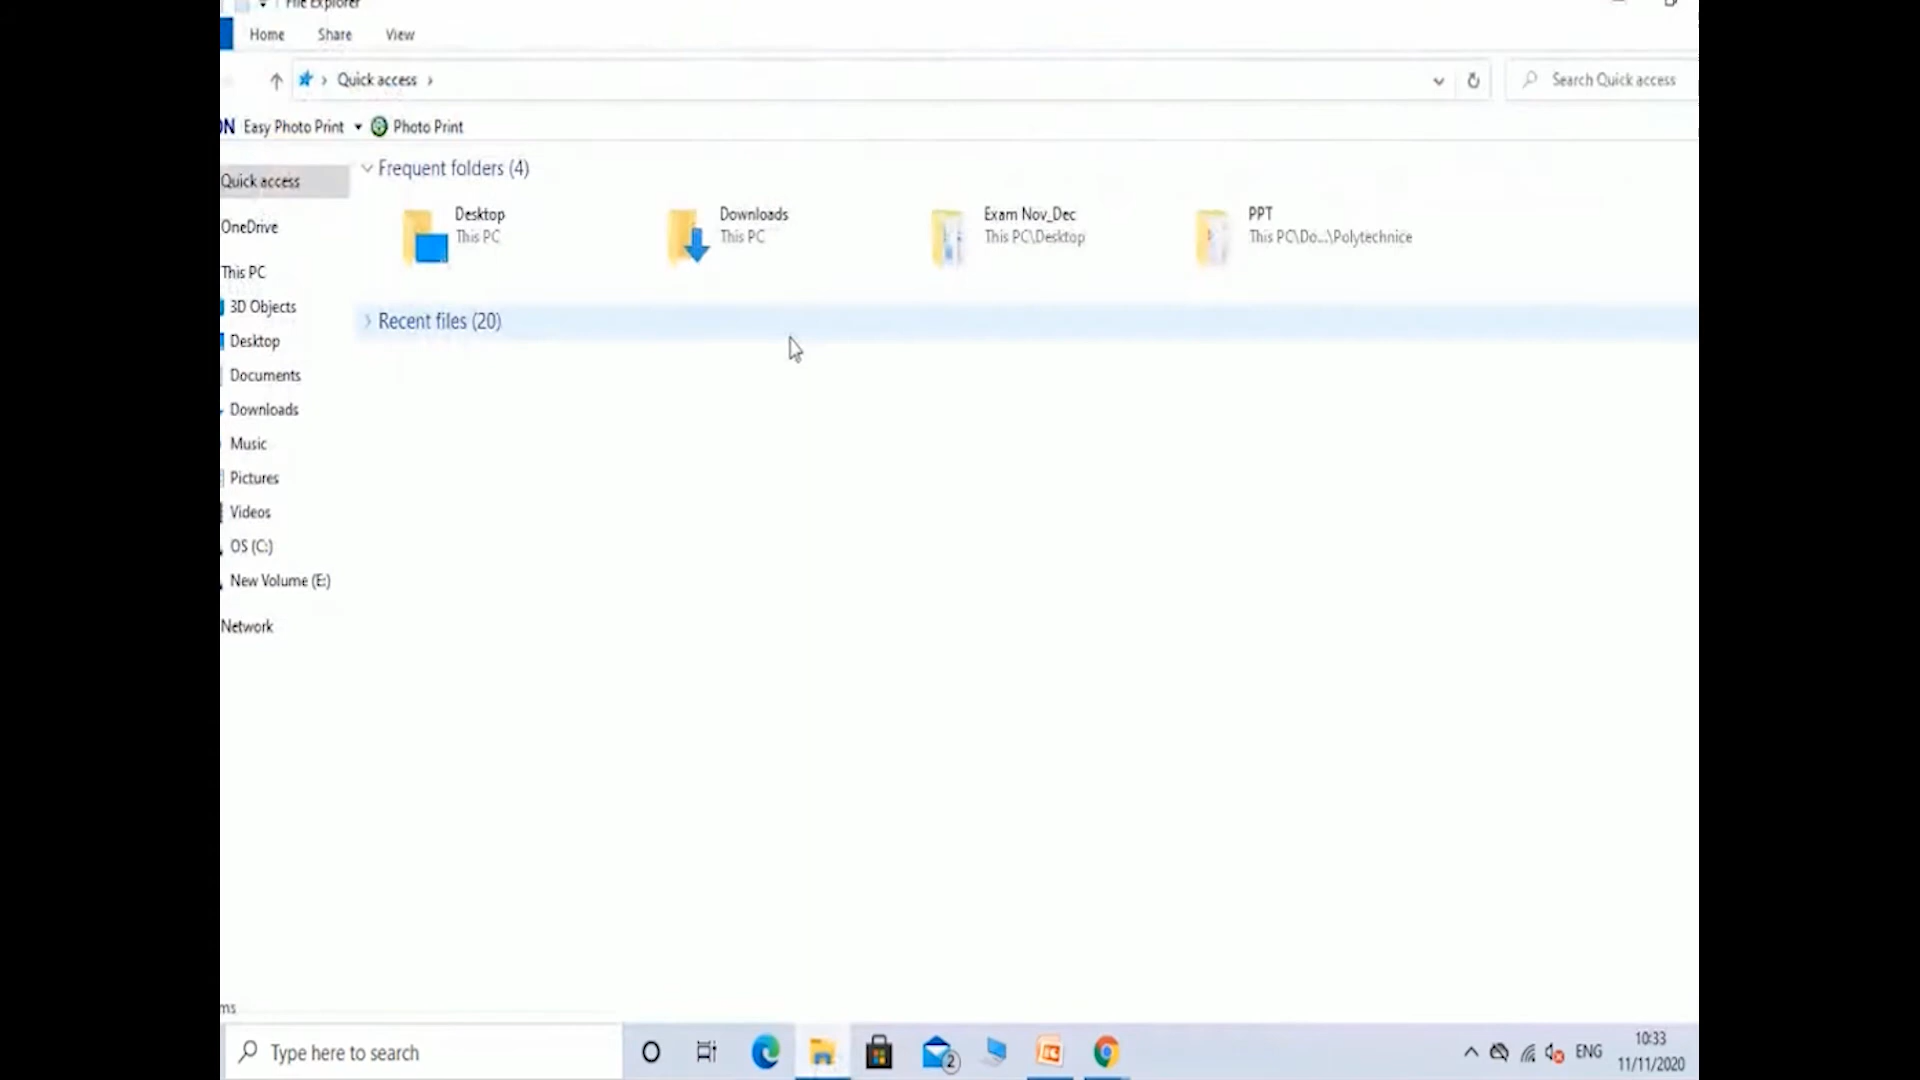 File Explorer
Home Share View
Quick access
Search Quick access
Easy Photo Print Photo Print
Quick access
OneDrive
This PC
3D Objects
Desktop
Documents
Downloads
Music
Pictures
Videos
OS (C:)
New Volume (E:)
Network
Frequent folders (4)
Desktop
This PC
Downloads
This PC
Exam Nov_Dec
This PC\Desktop
PPT
This PC\Do...\Polytechnice
Recent files (20)
Type here to search
2
ENG
10:33
11/11/2020